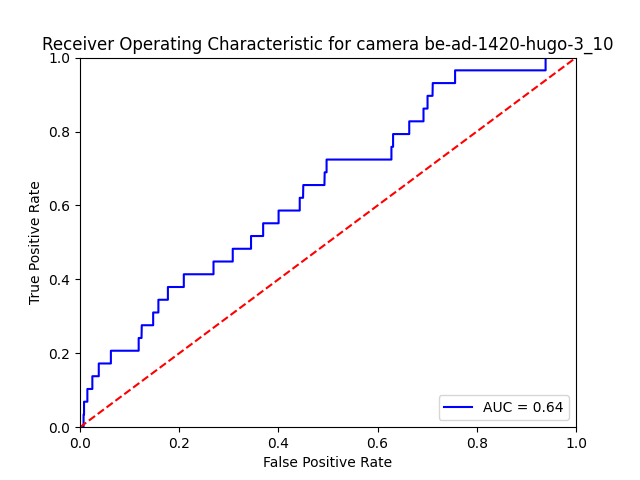 Receiver Operating Characteristic for camera be-ad-1420-hugo-3_10
1.0
0.8
0.6
0.4
0.2
0.0
True Positive Rate
AUC = 0.64
0.0 0.2 0.4 0.6 0.8 1.0
False Positive Rate